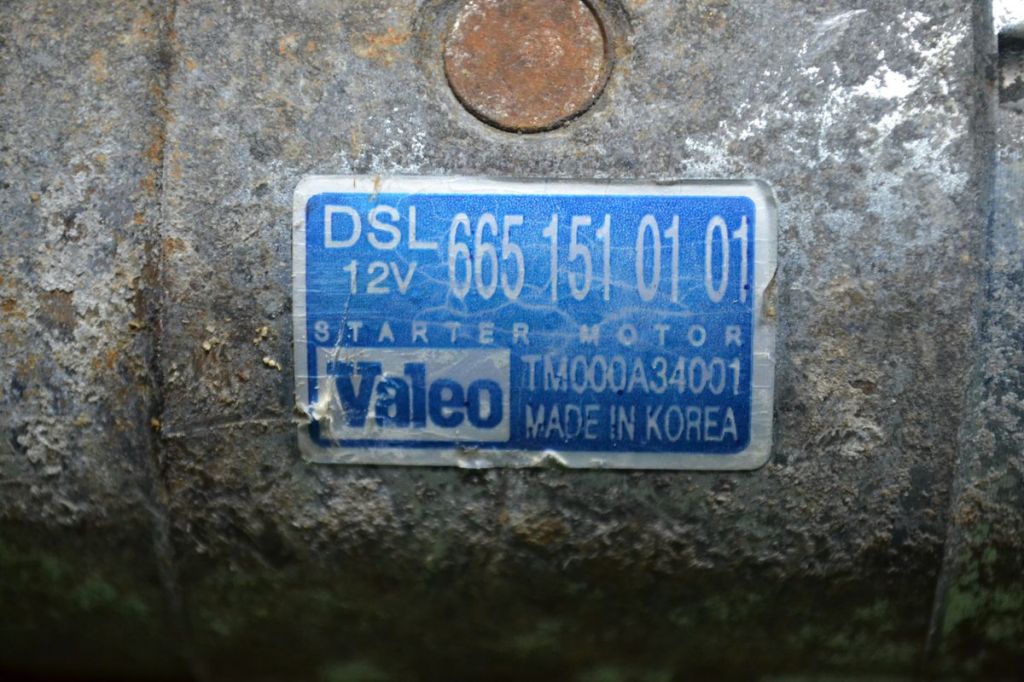 DSL 665 151 01 01
12V
STARTER MOTOR
Valeo TM000A34001
MADE IN KOREA